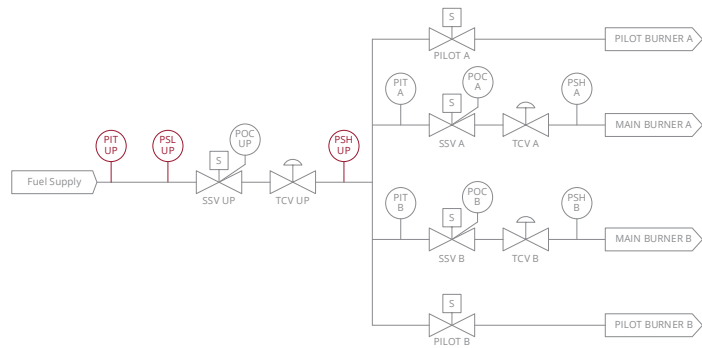 S
PILOT A
PILOT BURNER A
PIT
A
POC
A
PSH
A
S
SSV A
TCV A
MAIN BURNER A
PIT
UP
PSL
UP
POC
UP
PSH
UP
S
Fuel Supply
SSV UP
TCV UP
PIT
B
POC
B
PSH
B
S
SSV B
TCV B
MAIN BURNER B
S
PILOT B
PILOT BURNER B